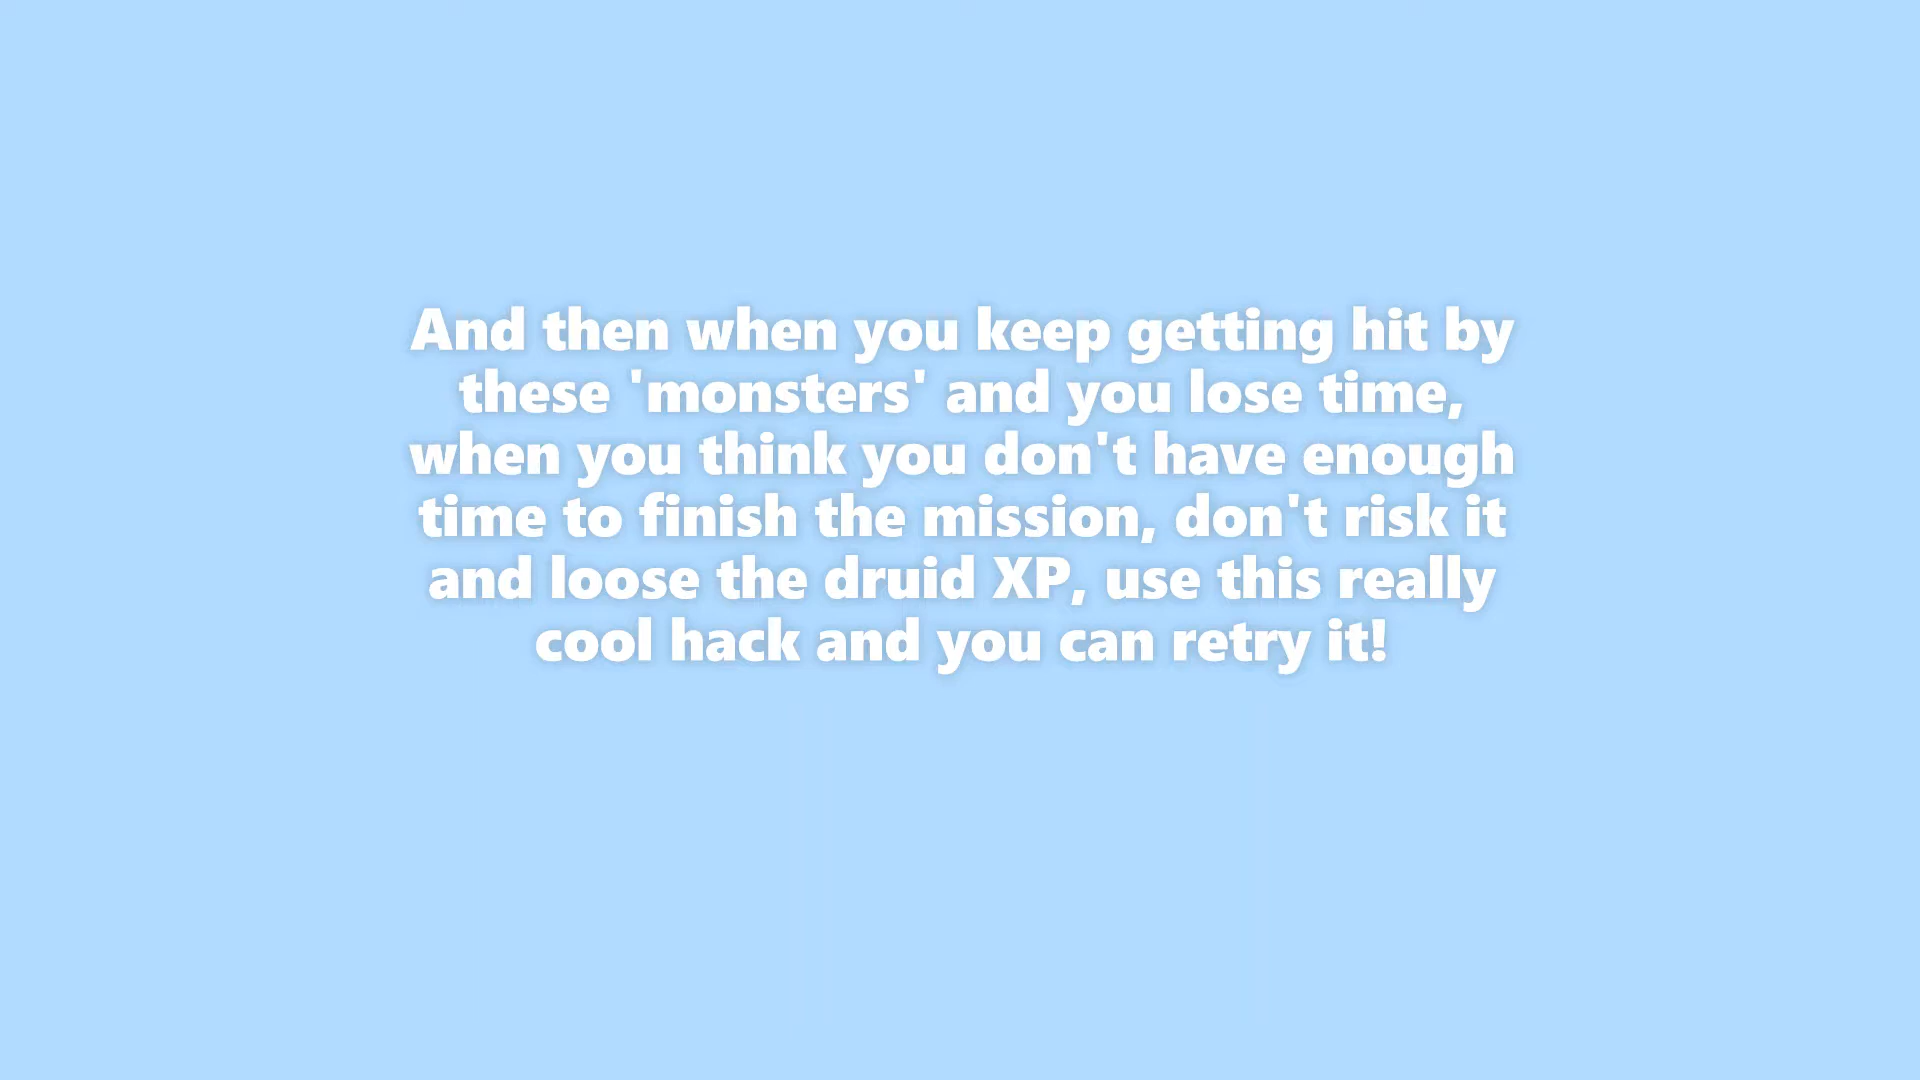 And then when you keep getting hit by
these 'monsters' and you lose time,
when you think you don't have enough
time to finish the mission, don't risk it
and loose the druid XP, use this really
cool hack and you can retry it!